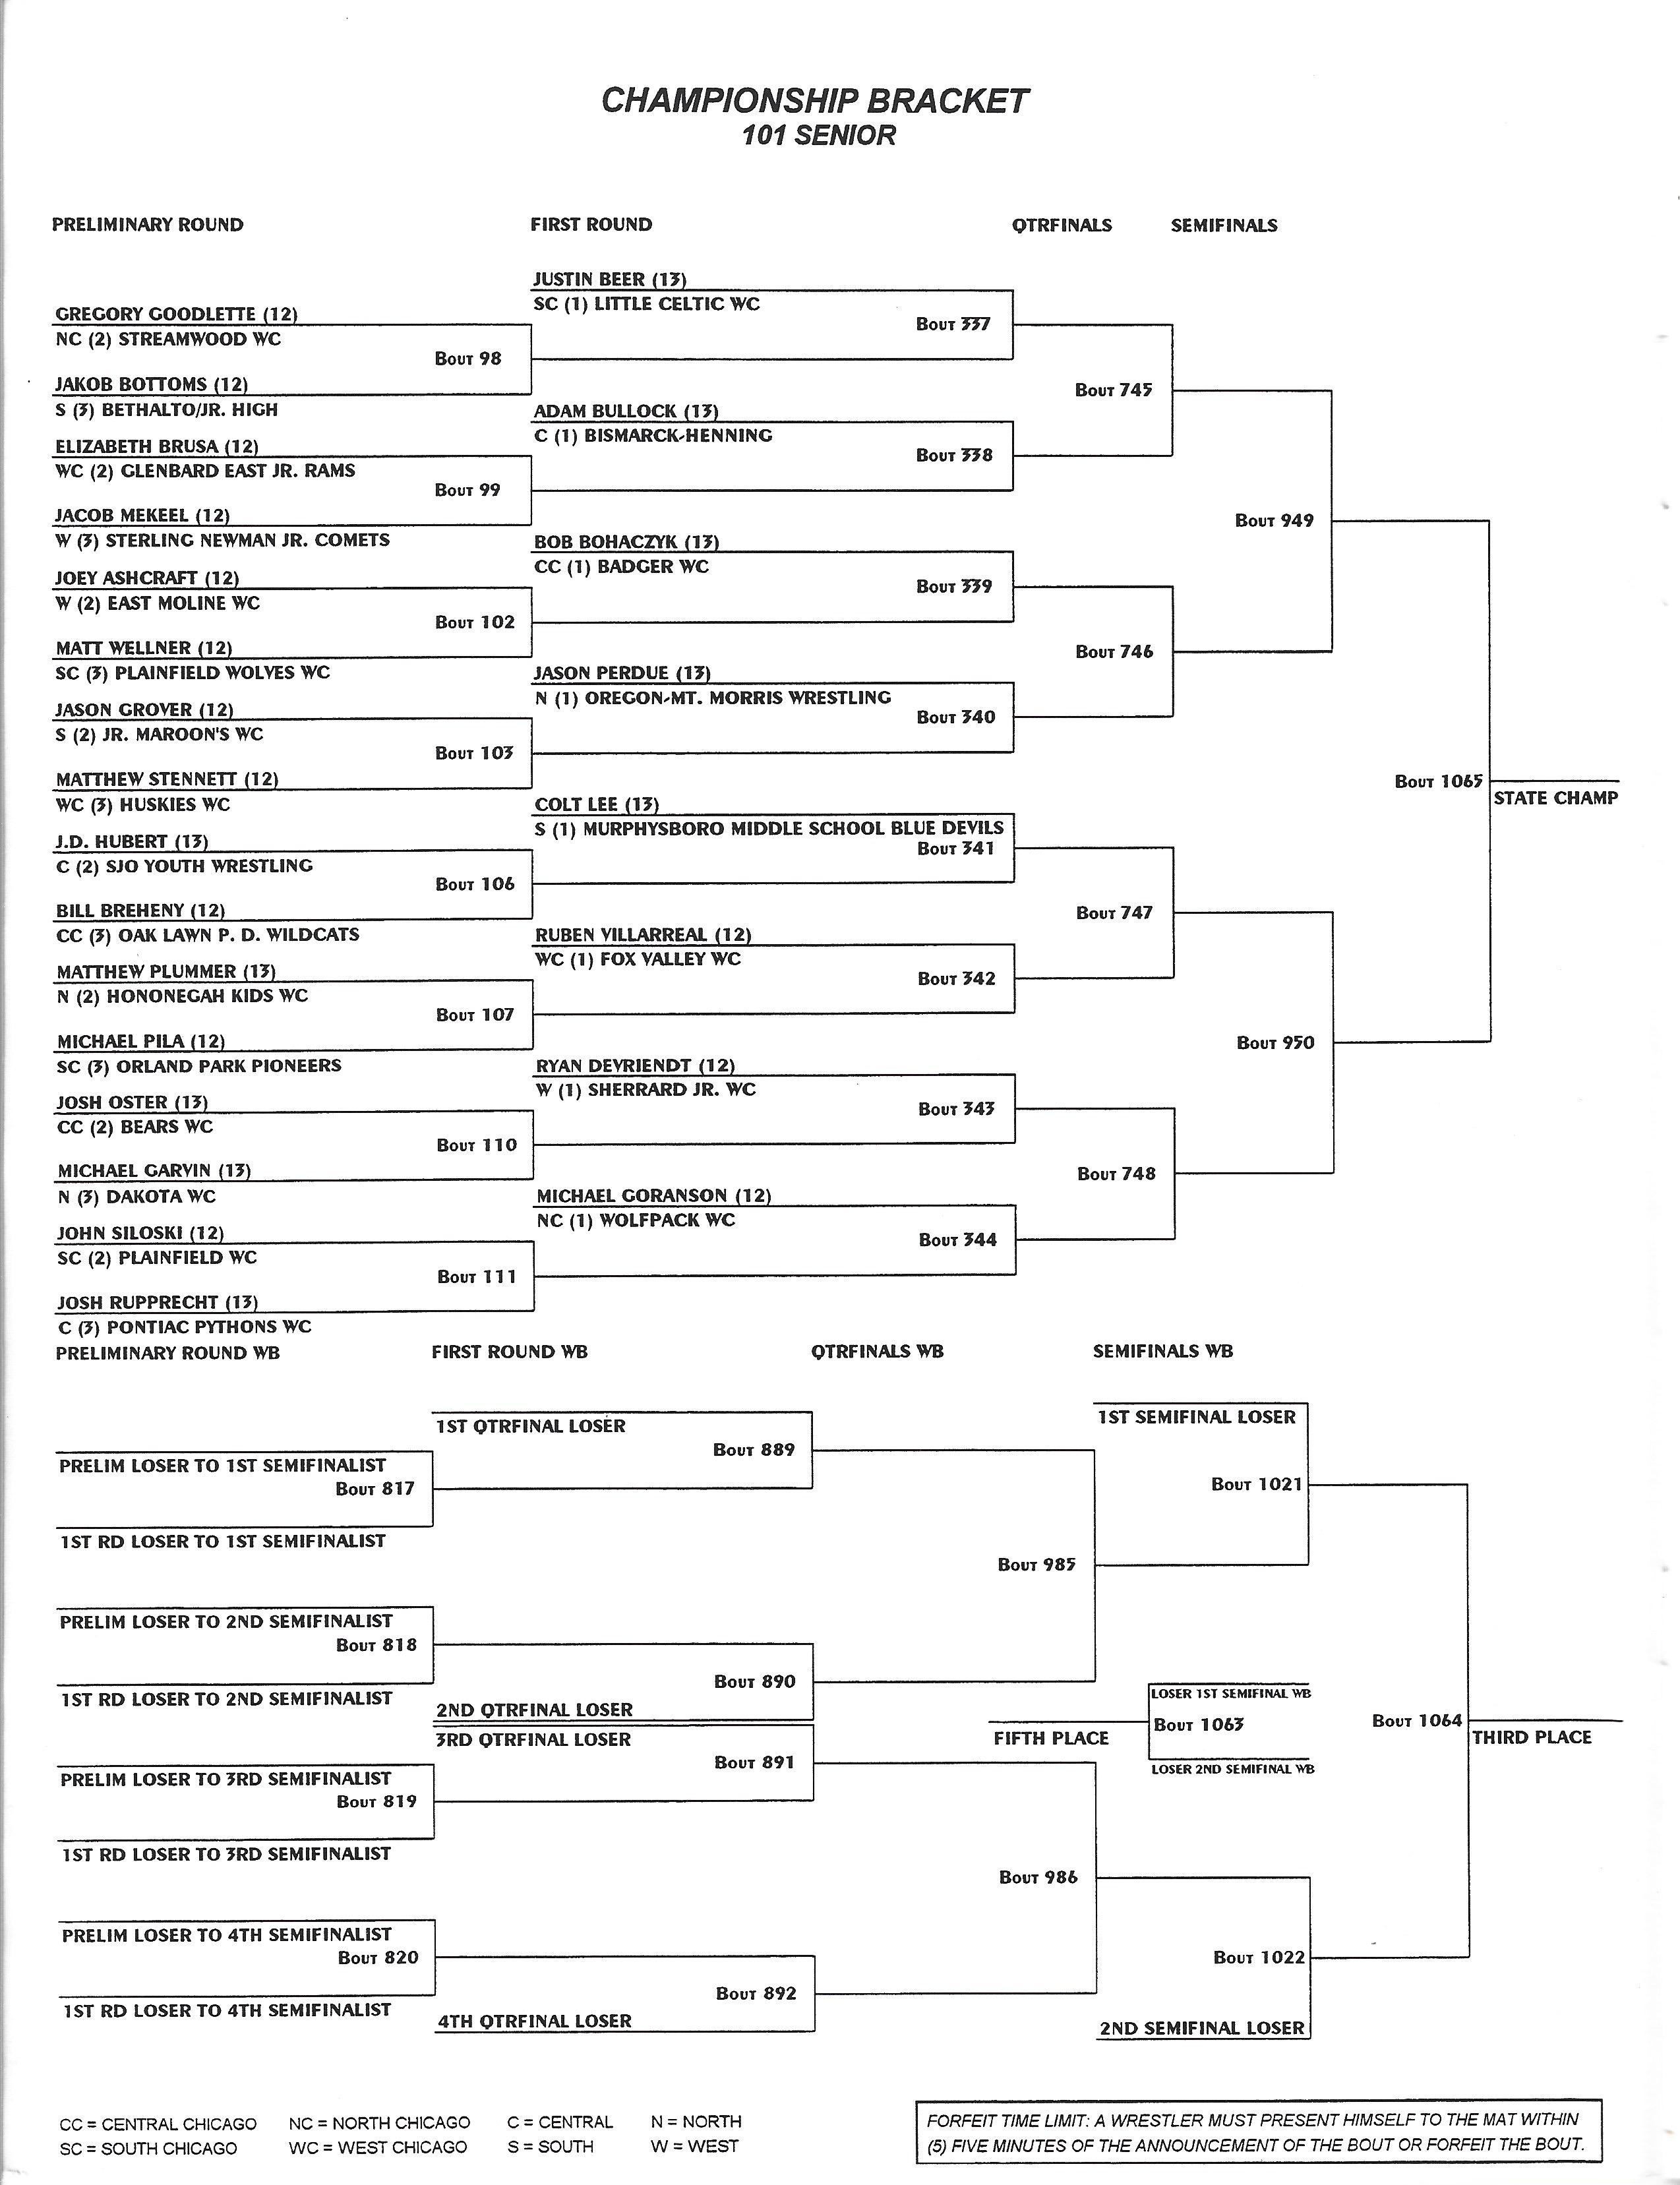 CHAMPIONSHIP BRACKET
101 SENIOR
PRELIMINARY ROUND
FIRST ROUND
QTRFINALS
SEMIFINALS
JUSTIN BEER (13)
SC (1) LITTLE CELTIC WC
Bout 337
GREGORY GOODLETTE (12)
NC (2) STREAMWOOD WC
Bout 98
JAKOB BOTTOMS (12)
S (3) BETHALTO/JR. HIGH
Bout 745
ADAM BULLOCK (13)
C (1) BISMARCK-HENNING
Bout 338
ELIZABETH BRUSA (12)
WC (2) GLENBARD EAST JR. RAMS
Bout 99
JACOB MEKEEL (12)
W (3) STERLING NEWMAN JR. COMETS
Bout 949
BOB BOHACZYK (13)
CC (1) BADGER WC
Bout 339
JOEY ASHCRAFT (12)
W (2) EAST MOLINE WC
Bout 102
MATT WELLNER (12)
SC (3) PLAINFIELD WOLVES WC
Bout 746
JASON PERDUE (13)
N (1) OREGON-MT. MORRIS WRESTLING
Bout 340
JASON GROVER (12)
S (2) JR. MAROON'S WC
Bout 103
MATTHEW STENNETT (12)
WC (3) HUSKIES WC
Bout 1065
STATE CHAMP
COLT LEE (13)
S (1) MURPHYSBORO MIDDLE SCHOOL BLUE DEVILS
Bout 341
J.D. HUBERT (13)
C (2) SJO YOUTH WRESTLING
Bout 106
BILL BREHENY (12)
CC (3) OAK LAWN P. D. WILDCATS
Bout 747
RUBEN VILLARREAL (12)
WC (1) FOX VALLEY WC
Bout 342
MATTHEW PLUMMER (13)
N (2) HONONEGAH KIDS WC
Bout 107
MICHAEL PILA (12)
SC (3) ORLAND PARK PIONEERS
Bout 950
RYAN DEVRIENDT (12)
W (1) SHERRARD JR. WC
Bout 343
JOSH OSTER (13)
CC (2) BEARS WC
Bout 110
MICHAEL GARVIN (13)
N (3) DAKOTA WC
Bout 748
MICHAEL GORANSON (12)
NC (1) WOLFPACK WC
Bout 344
JOHN SILOSKI (12)
SC (2) PLAINFIELD WC
Bout 111
JOSH RUPPRECHT (13)
C (3) PONTIAC PYTHONS WC
PRELIMINARY ROUND WB
FIRST ROUND WB
QTRFINALS WB
SEMIFINALS WB
1ST QTRFINAL LOSER
Bout 889
1ST SEMIFINAL LOSER
PRELIM LOSER TO 1ST SEMIFINALIST
Bout 817
1ST RD LOSER TO 1ST SEMIFINALIST
Bout 1021
Bout 985
PRELIM LOSER TO 2ND SEMIFINALIST
Bout 818
1ST RD LOSER TO 2ND SEMIFINALIST
Bout 890
2ND QTRFINAL LOSER
LOSER 1ST SEMIFINAL WB
Bout 1063
FIFTH PLACE
LOSER 2ND SEMIFINAL WB
Bout 1064
THIRD PLACE
3RD QTRFINAL LOSER
Bout 891
PRELIM LOSER TO 3RD SEMIFINALIST
Bout 819
1ST RD LOSER TO 3RD SEMIFINALIST
Bout 986
PRELIM LOSER TO 4TH SEMIFINALIST
Bout 820
1ST RD LOSER TO 4TH SEMIFINALIST
Bout 892
4TH QTRFINAL LOSER
Bout 1022
2ND SEMIFINAL LOSER
CC = CENTRAL CHICAGO
NC = NORTH CHICAGO
C = CENTRAL
N = NORTH
SC = SOUTH CHICAGO
WC = WEST CHICAGO
S = SOUTH
W = WEST
FORFEIT TIME LIMIT: A WRESTLER MUST PRESENT HIMSELF TO THE MAT WITHIN
(5) FIVE MINUTES OF THE ANNOUNCEMENT OF THE BOUT OR FORFEIT THE BOUT.